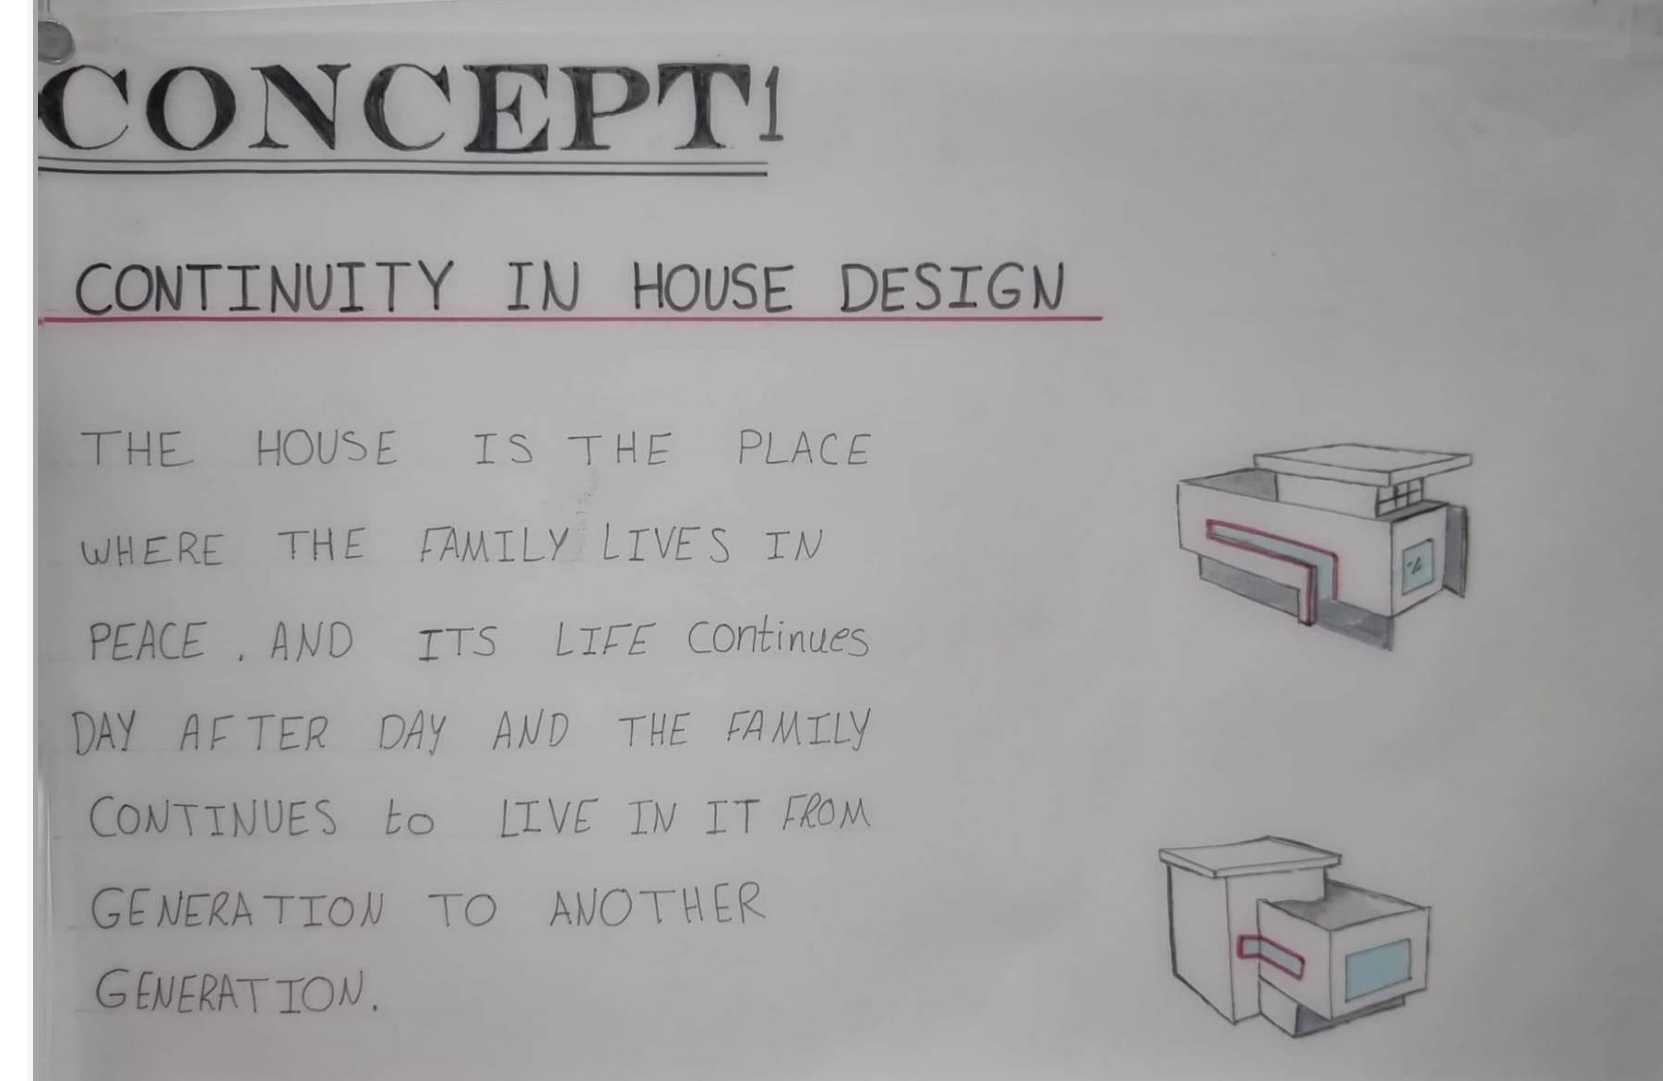 CONCEPT1
CONTINUITY IN HOUSE DESIGN
THE HOUSE IS THE PLACE
WHERE THE FAMILY LIVES IN
PEACE . AND ITS LIFE Continues
DAY AFTER DAY AND THE FAMILY
CONTINUES to LIVE IN IT FROM
GENERATION TO ANOTHER
GENERATION.